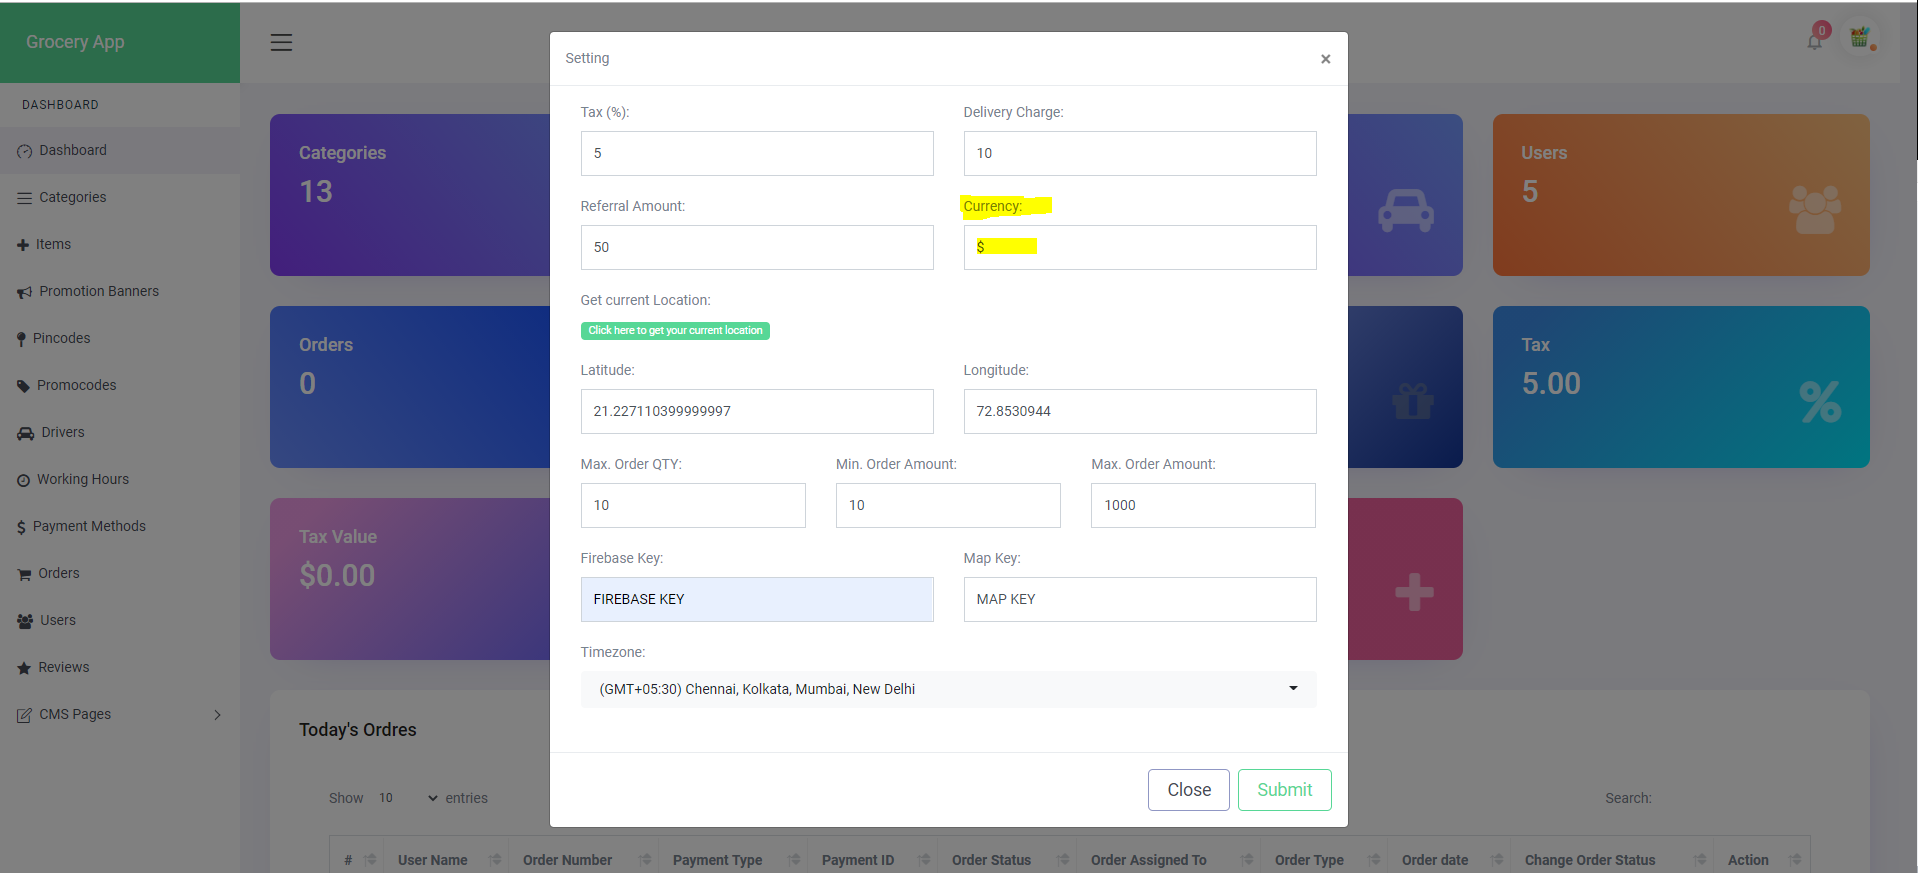 Grocery App
0
DASHBOARD
Dashboard
Categories
Items
Promotion Banners
Pincodes
Promocodes
Drivers
Working Hours
$ Payment Methods
Orders
Users
Reviews
CMS Pages
Categories
13
Users
5
Orders
0
Tax
5.00
%
Tax Value
$0.00
Setting
×
Tax (%):
Delivery Charge:
5
10
Referral Amount:
Currency:
50
$
Get current Location:
Click here to get your current location
Latitude:
Longitude:
21.227110399999997
72.8530944
Max. Order QTY:
Min. Order Amount:
Max. Order Amount:
10
10
1000
Firebase Key:
Map Key:
FIREBASE KEY
MAP KEY
Timezone:
(GMT+05:30) Chennai, Kolkata, Mumbai, New Delhi
Close
Submit
Today's Ordres
Show 10 entries
Search:
# User Name Order Number Payment Type Payment ID Order Status Order Assigned To Order Type Order date Change Order Status Action